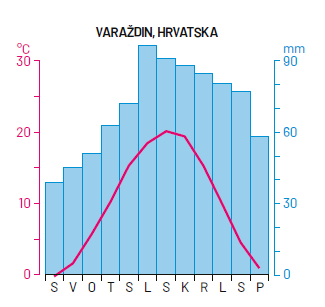 VARAŽDIN, HRVATSKA
°C mm
30 90
20 60
10 30
0 0
S V O T S L S K R L S P